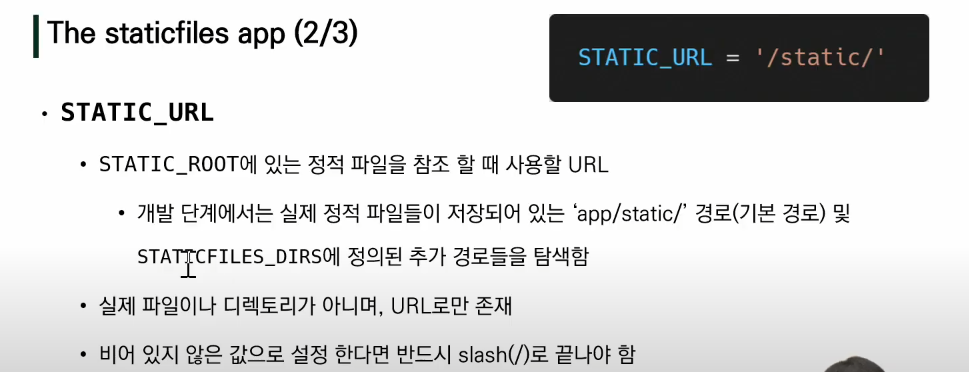 The staticfiles app (2/3)
STATIC_URL = '/static/'
• STATIC_URL
• STATIC_ROOT에 있는 정적 파일을 참조 할 때 사용할 URL
• 개발 단계에서는 실제 정적 파일들이 저장되어 있는 ‘app/static/’ 경로(기본 경로) 및
STATICFILES_DIRS에 정의된 추가 경로들을 탐색함
• 실제 파일이나 디렉토리가 아니며, URL로만 존재
• 비어 있지 않은 값으로 설정 한다면 반드시 slash(/)로 끝나야 함